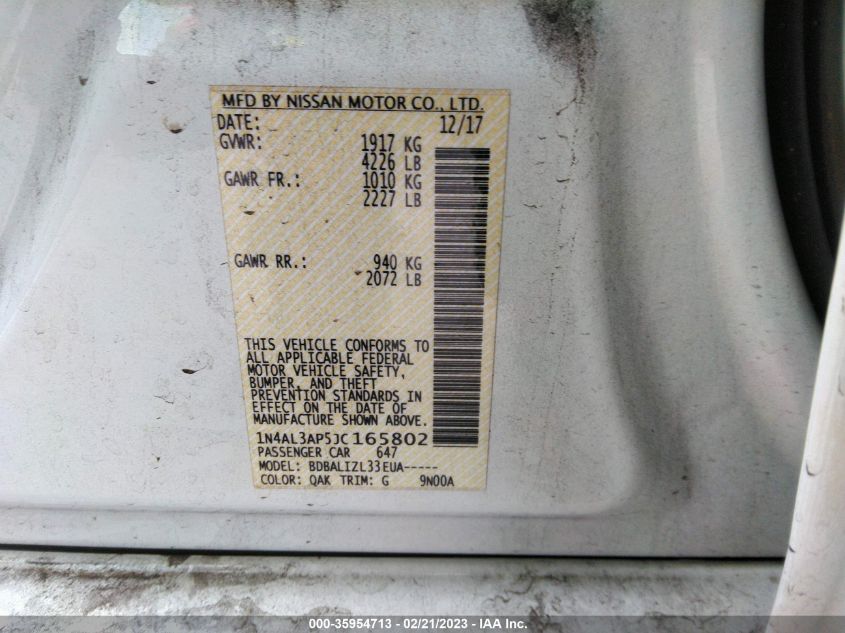 MFD BY NISSAN MOTOR CO., LTD.
DATE: 12/17
GVWR: 1917 KG
4226 LB
GAWR FR.: 1010 KG
2227 LB
GAWR RR.: 940 KG
2072 LB
THIS VEHICLE CONFORMS TO
ALL APPLICABLE FEDERAL
MOTOR VEHICLE SAFETY,
BUMPER, AND THEFT
PREVENTION STANDARDS IN
EFFECT ON THE DATE OF
MANUFACTURE SHOWN ABOVE.
1N4AL3AP5JC165802
PASSENGER CAR 647
MODEL: BDBALIZL33EUA-----
COLOR: QAK TRIM: G 9N00A
000-35954713 - 02/21/2023 - IAA Inc.